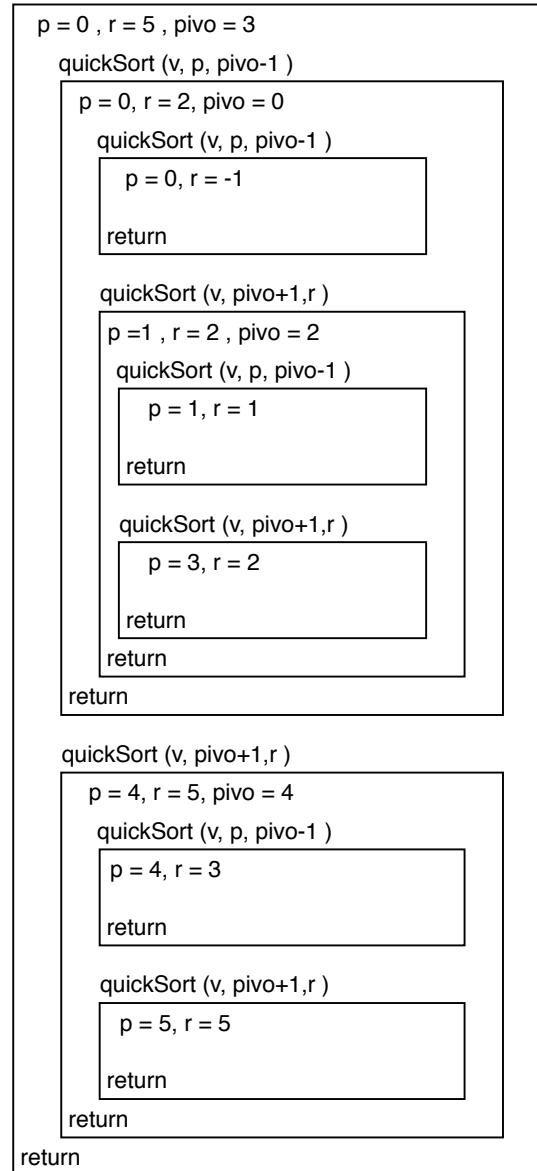 p = 0 , r = 5 , pivo = 3
quickSort (v, p, pivo-1 )
p = 0, r = 2, pivo = 0
quickSort (v, p, pivo-1 )
p = 0, r = -1
return
quickSort (v, pivo+1,r )
p =1 , r = 2 , pivo = 2
quickSort (v, p, pivo-1 )
p = 1, r = 1
return
quickSort (v, pivo+1,r )
p = 3, r = 2
return
return
return
quickSort (v, pivo+1,r )
p = 4, r = 5, pivo = 4
quickSort (v, p, pivo-1 )
p = 4, r = 3
return
quickSort (v, pivo+1,r )
p = 5, r = 5
return
return
return